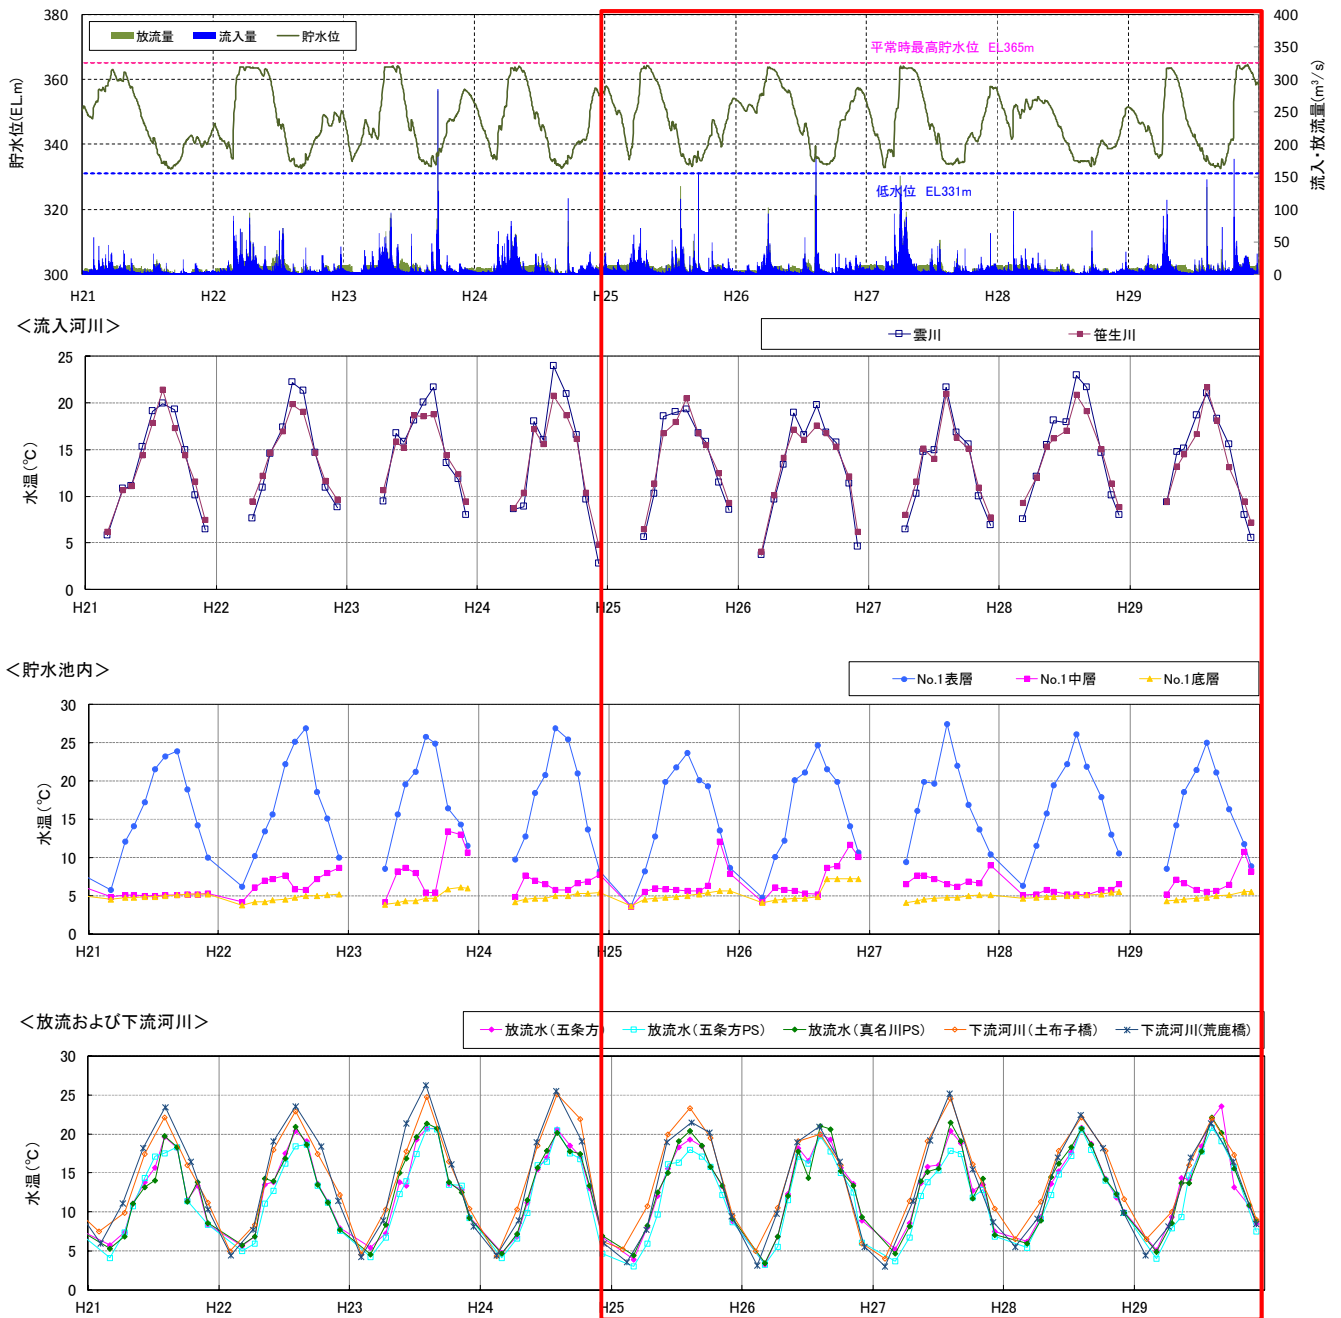 380
360
340
320
300
貯水位(EL.m)
放流量 流入量 貯水位
平常時最高貯水位 EL365m
低水位 EL331m
400
350
300
250
200
150
100
50
0
流入・放流量(m³/s)
H21 H22 H23 H24 H25 H26 H27 H28 H29
＜流入河川＞
雲川 笹生川
25
20
15
10
5
0
水温(℃)
H21 H22 H23 H24 H25 H26 H27 H28 H29
＜貯水池内＞
No.1表層 No.1中層 No.1底層
30
25
20
15
10
5
0
水温(℃)
H21 H22 H23 H24 H25 H26 H27 H28 H29
＜放流および下流河川＞
放流水(五条方) 放流水(五条方PS) 放流水(真名川PS) 下流河川(土布子橋) 下流河川(荒鹿橋)
30
25
20
15
10
5
0
水温(℃)
H21 H22 H23 H24 H25 H26 H27 H28 H29